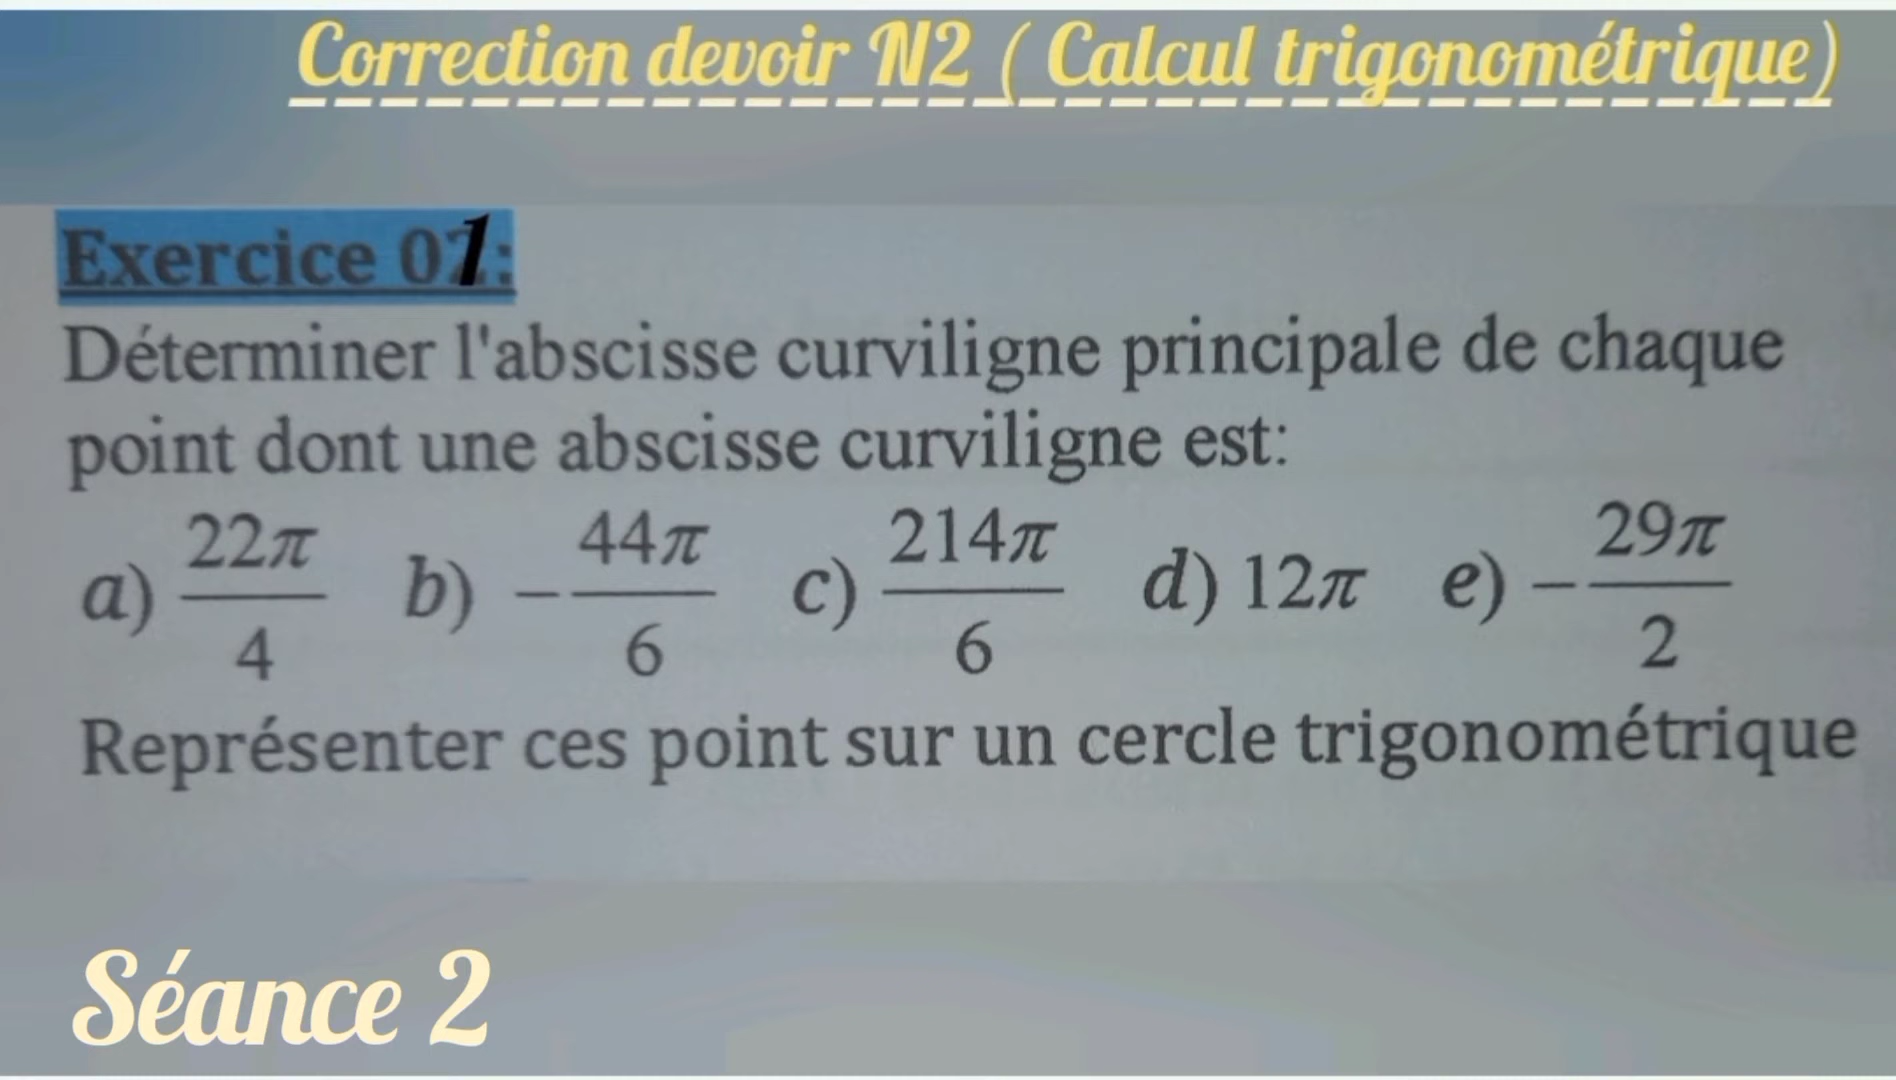 Correction devoir N2 ( Calcul trigonométrique)
Exercice 01:
Déterminer l'abscisse curviligne principale de chaque
point dont une abscisse curviligne est:
a) 22π/4 b) -44π/6 c) 214π/6 d) 12π e) -29π/2
Représenter ces point sur un cercle trigonométrique
Séance 2